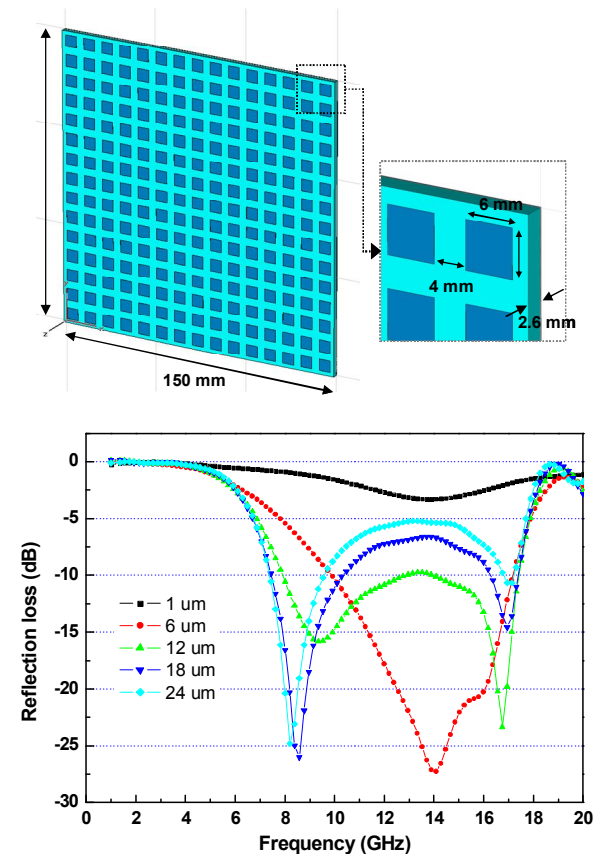 6 mm
4 mm
2.6 mm
150 mm
z
0
-5
-10
-15
-20
-25
-30
Reflection loss (dB)
1 um
6 um
12 um
18 um
24 um
0 2 4 6 8 10 12 14 16 18 20
Frequency (GHz)